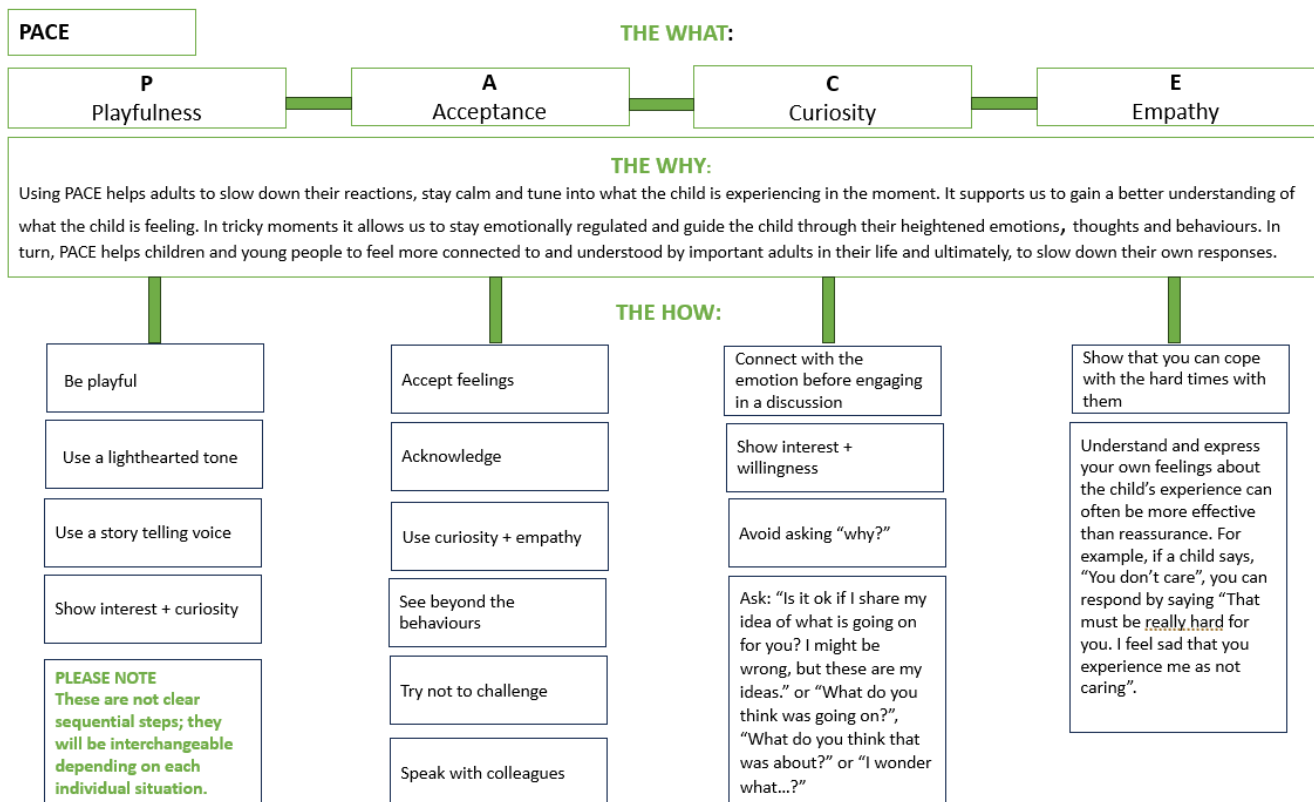 PACE
THE WHAT:
P
Playfulness
A
Acceptance
C
Curiosity
E
Empathy
THE WHY:
Using PACE helps adults to slow down their reactions, stay calm and tune into what the child is experiencing in the moment. It supports us to gain a better understanding of
what the child is feeling. In tricky moments it allows us to stay emotionally regulated and guide the child through their heightened emotions, thoughts and behaviours. In
turn, PACE helps children and young people to feel more connected to and understood by important adults in their life and ultimately, to slow down their own responses.
THE HOW:
Be playful
Use a lighthearted tone
Use a story telling voice
Show interest + curiosity
PLEASE NOTE
These are not clear
sequential steps; they
will be interchangeable
depending on each
individual situation.
Accept feelings
Acknowledge
Use curiosity + empathy
See beyond the
behaviours
Try not to challenge
Speak with colleagues
Connect with the
emotion before engaging
in a discussion
Show interest +
willingness
Avoid asking “why?”
Ask: “Is it ok if I share my
idea of what is going on
for you? I might be
wrong, but these are my
ideas.” or “What do you
think was going on?”,
“What do you think that
was about?” or “I wonder
what...?”
Show that you can cope
with the hard times with
them
Understand and express
your own feelings about
the child’s experience can
often be more effective
than reassurance. For
example, if a child says,
“You don’t care”, you can
respond by saying “That
must be really hard for
you. I feel sad that you
experience me as not
caring”.